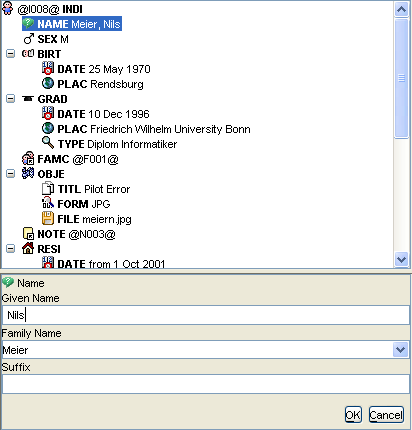 @I008@ INDI
NAME Meier, Nils
SEX M
BIRT
DATE 25 May 1970
PLAC Rendsburg
GRAD
DATE 10 Dec 1996
PLAC Friedrich Wilhelm University Bonn
TYPE Diplom Informatiker
FAMC @F001@
OBJE
TITL Pilot Error
FORM JPG
FILE meiern.jpg
NOTE @N003@
RESI
DATE from 1 Oct 2001
Name
Given Name
Nils
Family Name
Meier
Suffix
OK Cancel